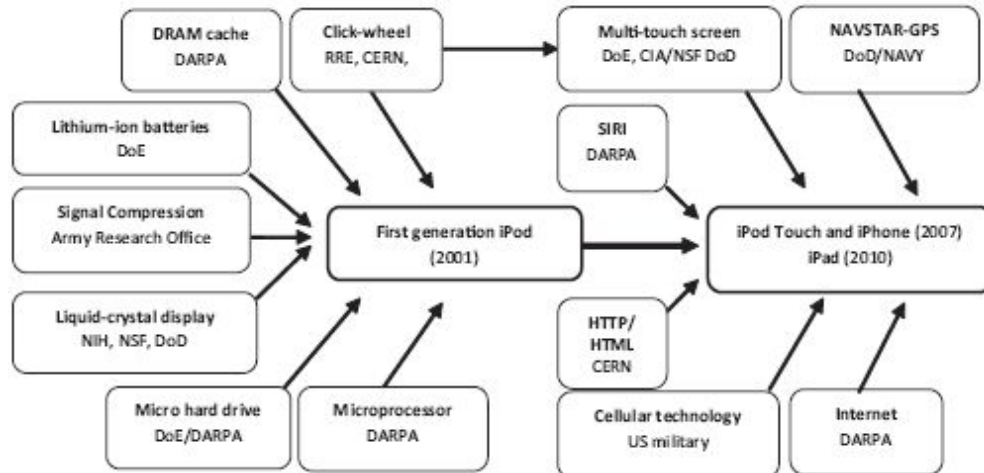 DRAM cache
DARPA
Click-wheel
RRE, CERN,
Multi-touch screen
DoE, CIA/NSF DoD
NAVSTAR-GPS
DoD/NAVY
Lithium-ion batteries
DoE
SIRI
DARPA
Signal Compression
Army Research Office
First generation iPod
(2001)
iPod Touch and iPhone (2007)
iPad (2010)
Liquid-crystal display
NIH, NSF, DoD
HTTP/
HTML
CERN
Micro hard drive
DoE/DARPA
Microprocessor
DARPA
Cellular technology
US military
Internet
DARPA